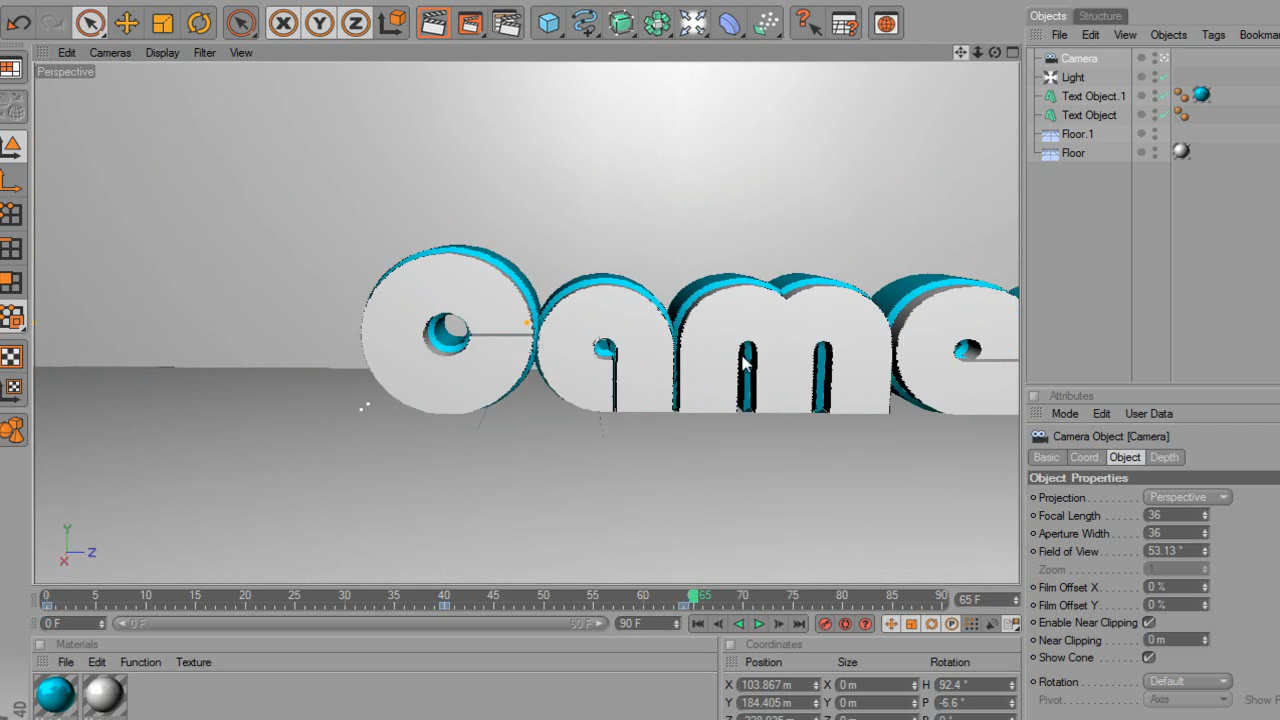 Edit Cameras Display Filter View
Perspective
Came
0 5 10 15 20 25 30 35 40 45 50 55 60 65 70 75 80 85 90
65 F
0 F
0 F
90 F
90 F
Materials
File Edit Function Texture
Coordinates
Position Size Rotation
X 103.867 m X 0 m H 92.4 °
Y 184.405 m Y 0 m P -6.6 °
Objects Structure
File Edit View Objects Tags Bookmar
Camera
Light
Text Object.1
Text Object
Floor.1
Floor
Attributes
Mode Edit User Data
Camera Object [Camera]
Basic Coord. Object Depth
Object Properties
Projection Perspective
Focal Length 36
Aperture Width 36
Field of View 53.13 °
Zoom 1
Film Offset X 0 %
Film Offset Y 0 %
Enable Near Clipping
Near Clipping 0 m
Show Cone
Rotation Default
Pivot Axis Show F
4D
X Y Z
Y
Z
X